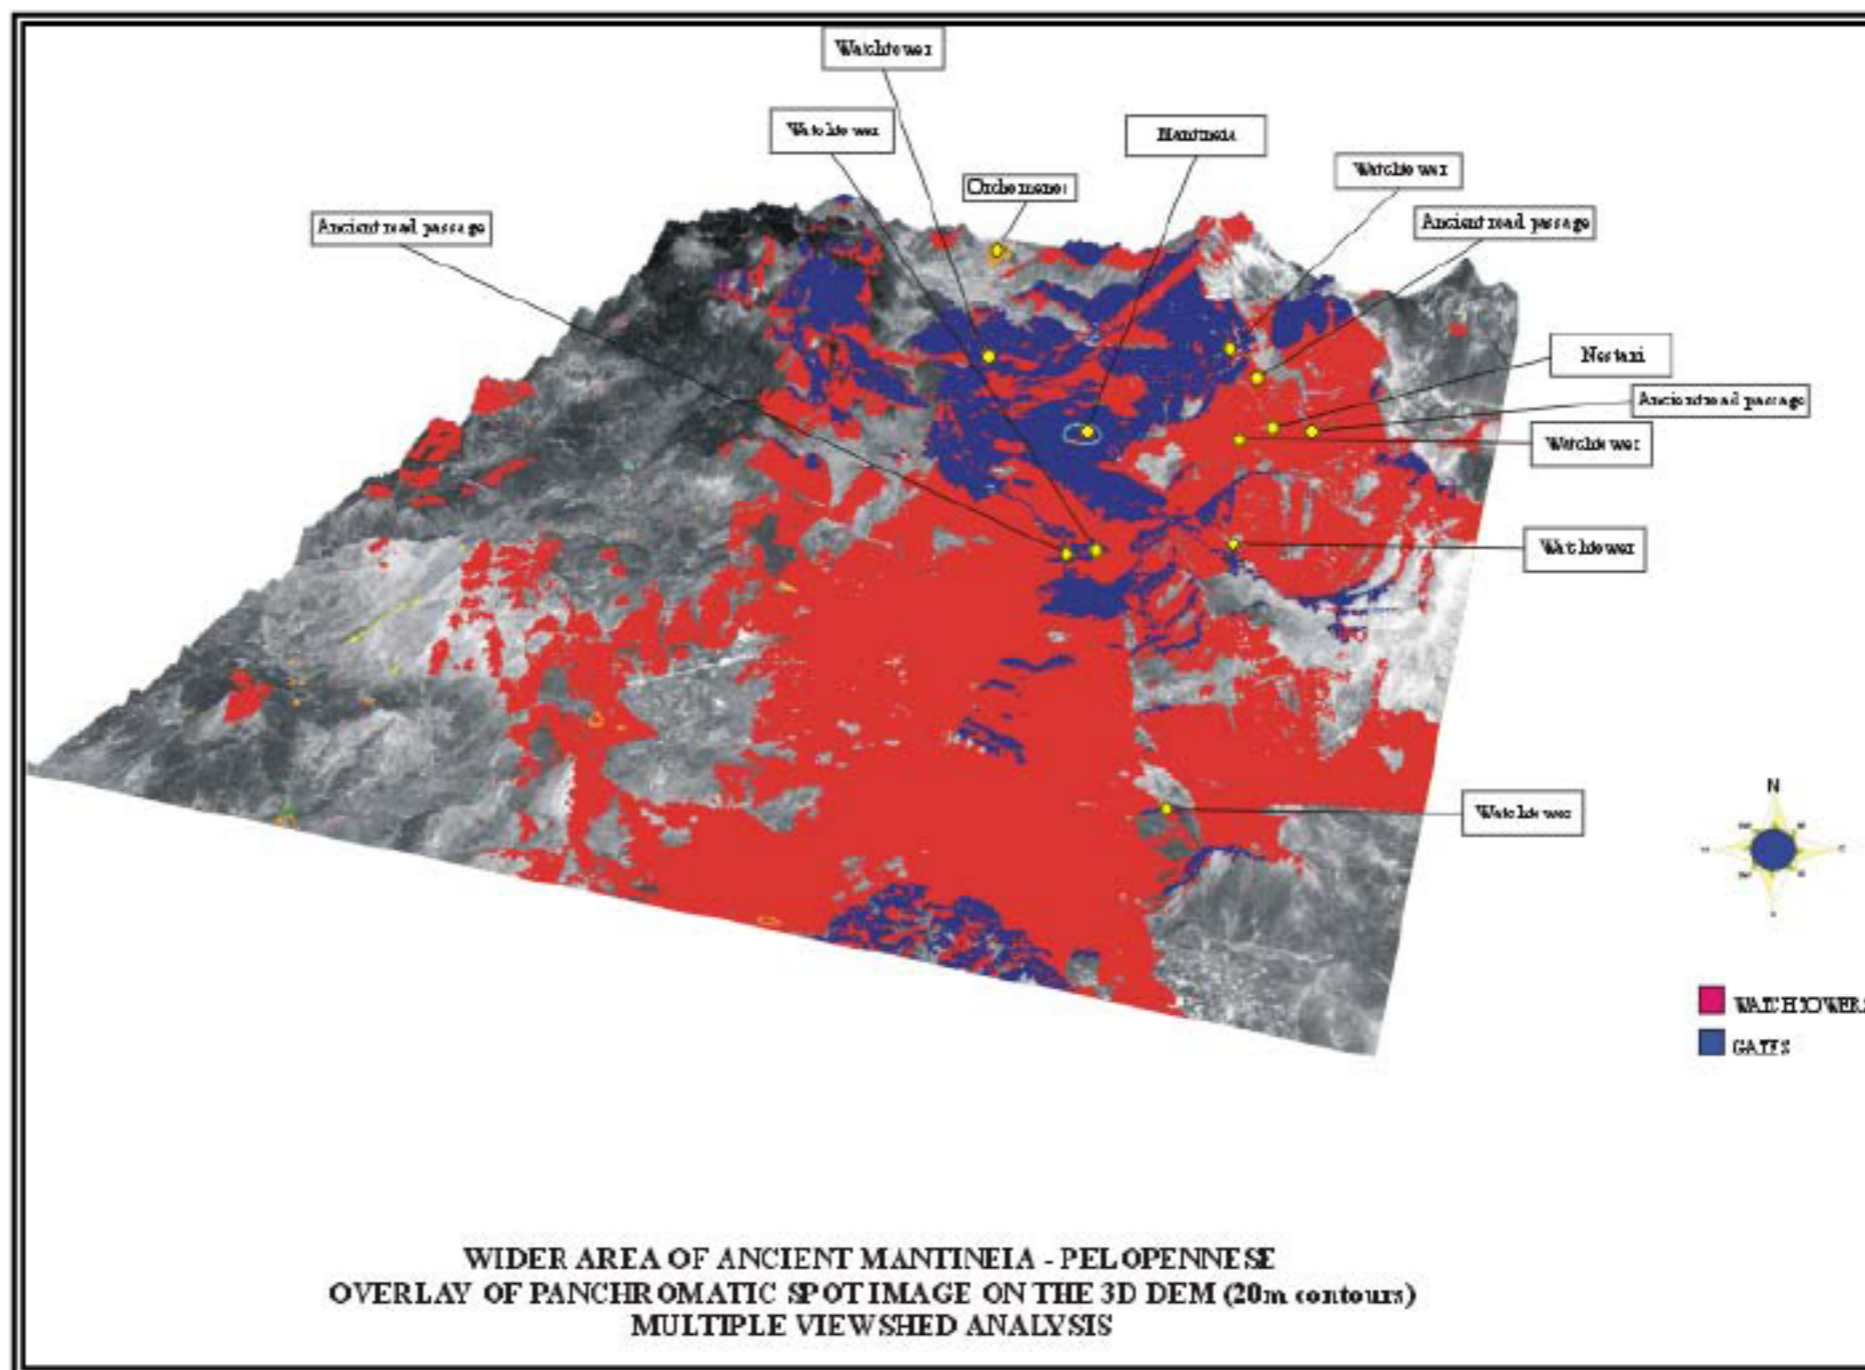 Watchtower
Watchtower
Mantineia
Watchtower
Orchomenos
Ancient road passage
Ancient road passage
Nestani
Ancient road passage
Watchtower
Watchtower
Watchtower
N
WATCHTOWERS
GATES
WIDER AREA OF ANCIENT MANTINEIA - PELOPENNESE
OVERLAY OF PANCHROMATIC SPOT IMAGE ON THE 3D DEM (20m contours)
MULTIPLE VIEWSHED ANALYSIS